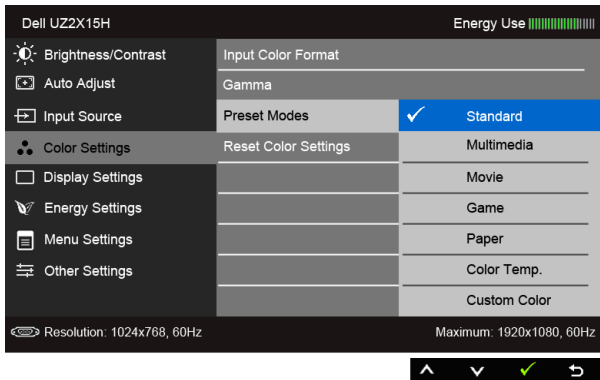 Dell UZ2X15H Energy Use
Brightness/Contrast Input Color Format
Auto Adjust Gamma
Input Source Preset Modes Standard
Color Settings Reset Color Settings Multimedia
Display Settings Movie
Energy Settings Game
Menu Settings Paper
Other Settings Color Temp.
Custom Color
Resolution: 1024x768, 60Hz Maximum: 1920x1080, 60Hz